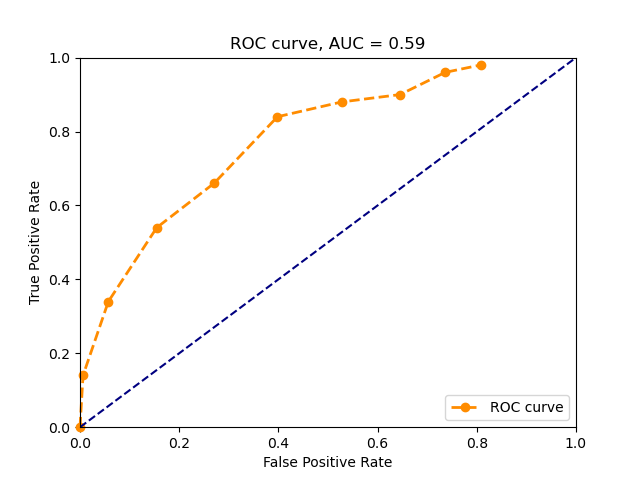 ROC curve, AUC = 0.59
1.0
0.8
0.6
0.4
0.2
0.0
True Positive Rate
ROC curve
0.0 0.2 0.4 0.6 0.8 1.0
False Positive Rate